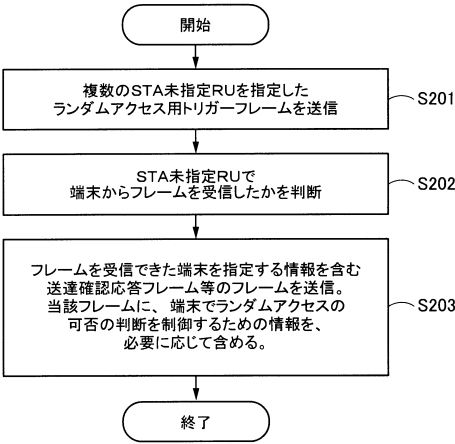 開始
複数のSTA未指定RUを指定した
ランダムアクセス用トリガーフレームを送信
S201
STA未指定RUで
端末からフレームを受信したかを判断
S202
フレームを受信できた端末を指定する情報を含む
送達確認応答フレーム等のフレームを送信。
当該フレームに、端末でランダムアクセスの
可否の判断を制御するための情報を、
必要に応じて含める。
S203
終了